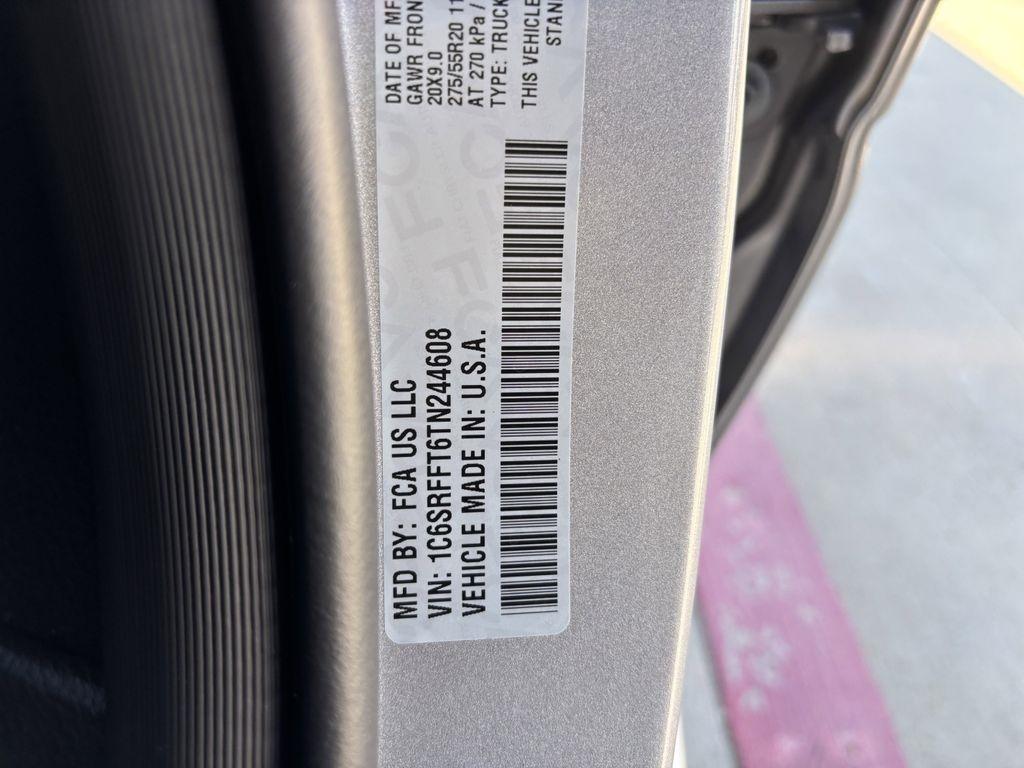 MFD BY: FCA US LLC
DATE OF MF
VIN: 1C6SRFFT6TN244608
GAWR FRON
VEHICLE MADE IN: U.S.A.
20X9.0
275/55R20 11
AT 270 kPa /
TYPE: TRUCK
THIS VEHICLE
STAN